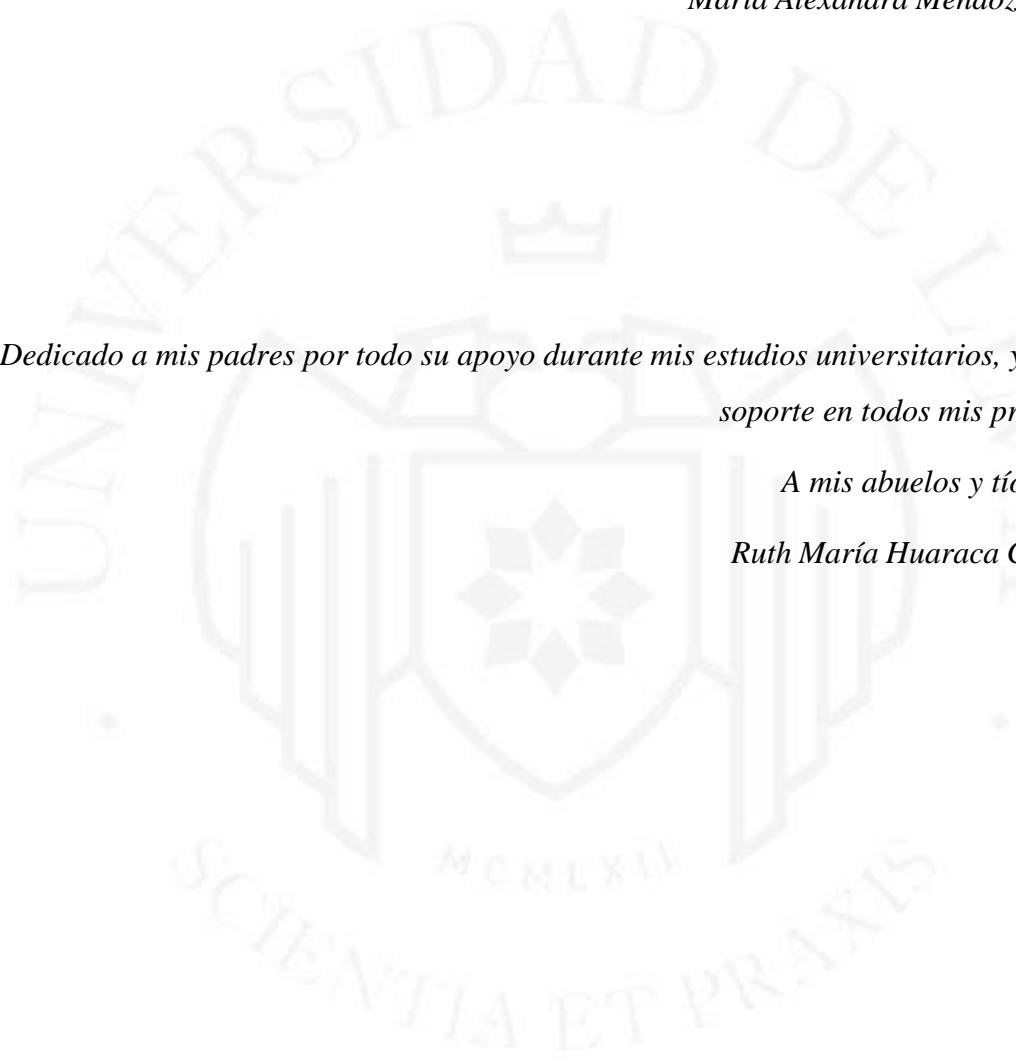 María Alexandra
UNIVERSIDAD DE
Dedicado a mis padres por todo su apoyo durante mis estudios universitarios, y
soporte en todos mis
A mis abuelos y
Ruth María Huaraca
MCMLXII
SCIENTIA ET PRAXIS